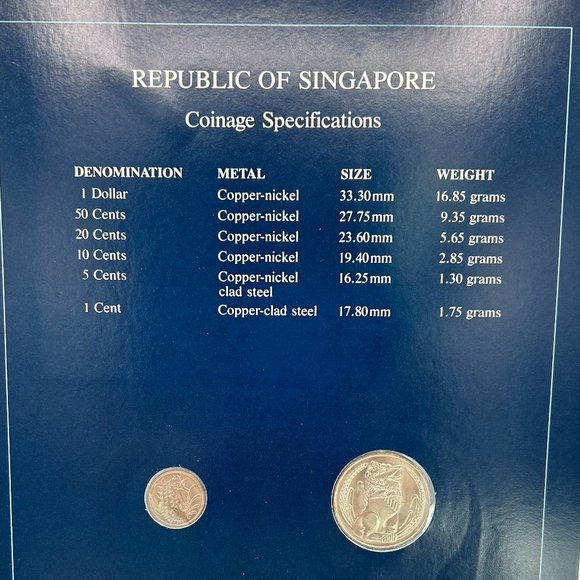 REPUBLIC OF SINGAPORE
Coinage Specifications
DENOMINATION METAL SIZE WEIGHT
1 Dollar Copper-nickel 33.30mm 16.85 grams
50 Cents Copper-nickel 27.75mm 9.35 grams
20 Cents Copper-nickel 23.60mm 5.65 grams
10 Cents Copper-nickel 19.40mm 2.85 grams
5 Cents Copper-nickel 16.25mm 1.30 grams
clad steel
1 Cent Copper-clad steel 17.80mm 1.75 grams